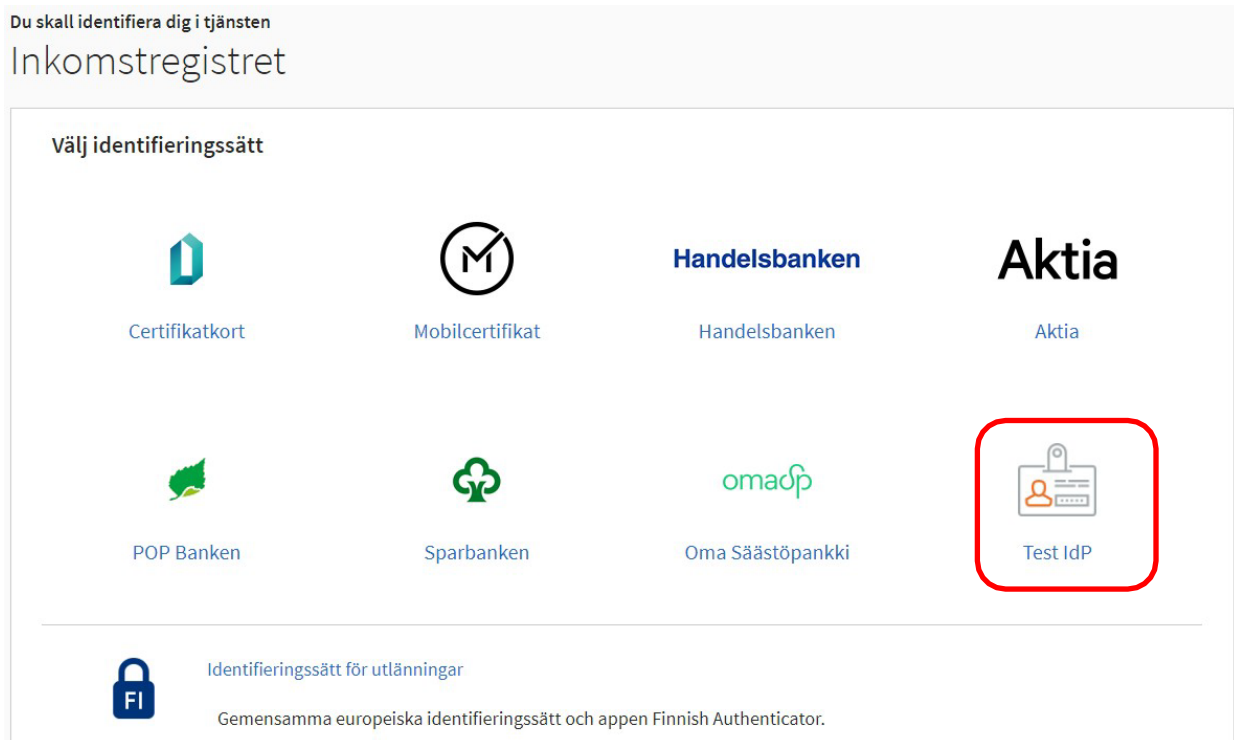 Du skall identifiera dig i tjänsten
Inkomstregistret
Välj identifieringssätt
Handelsbanken
Aktia
Certifikatkort
Mobilcertifikat
Handelsbanken
Aktia
omasp
POP Banken
Sparbanken
Oma Säästöpankki
Test IdP
Identifieringssätt för utlänningar
FI
Gemensamma europeiska identifieringssätt och appen Finnish Authenticator.